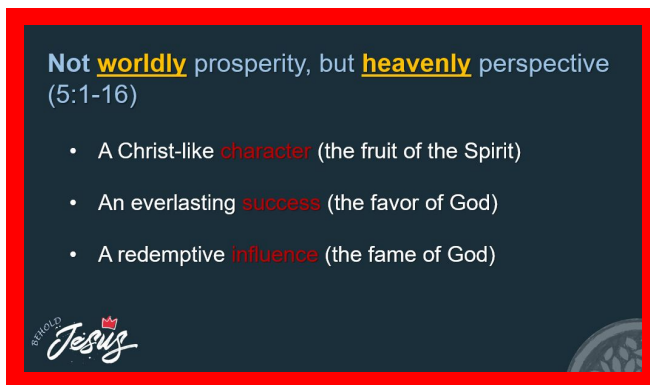 Not worldly prosperity, but heavenly perspective
(5:1-16)
• A Christ-like character (the fruit of the Spirit)
• An everlasting success (the favor of God)
• A redemptive influence (the fame of God)
BEHOLD
Jesus